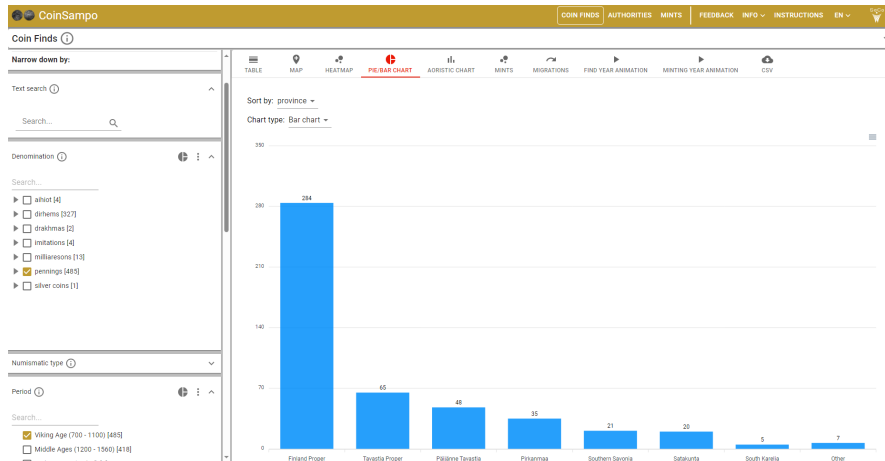 CoinSampo
COIN FINDS AUTHORITIES MINTS FEEDBACK INFO INSTRUCTIONS EN
Coin Finds
Narrow down by:
Text search
Search...
Denomination
Search...
aihiot [4]
dirhems [327]
drakhmas [2]
imitations [4]
milliaresons [13]
pennings [485]
silver coins [1]
Numismatic type
Period
Search...
Viking Age (700 - 1100) [485]
Middle Ages (1200 - 1560) [418]
TABLE MAP HEATMAP PIE/BAR CHART AORISTIC CHART MINTS MIGRATIONS FIND YEAR ANIMATION MINTING YEAR ANIMATION CSV
Sort by: province
Chart type: Bar chart
350
280
210
140
70
0
284
65
48
35
21
20
5
7
Finland Proper Tavastia Proper Päijänne Tavastia Pirkanmaa Southern Savonia Satakunta South Karelia Other